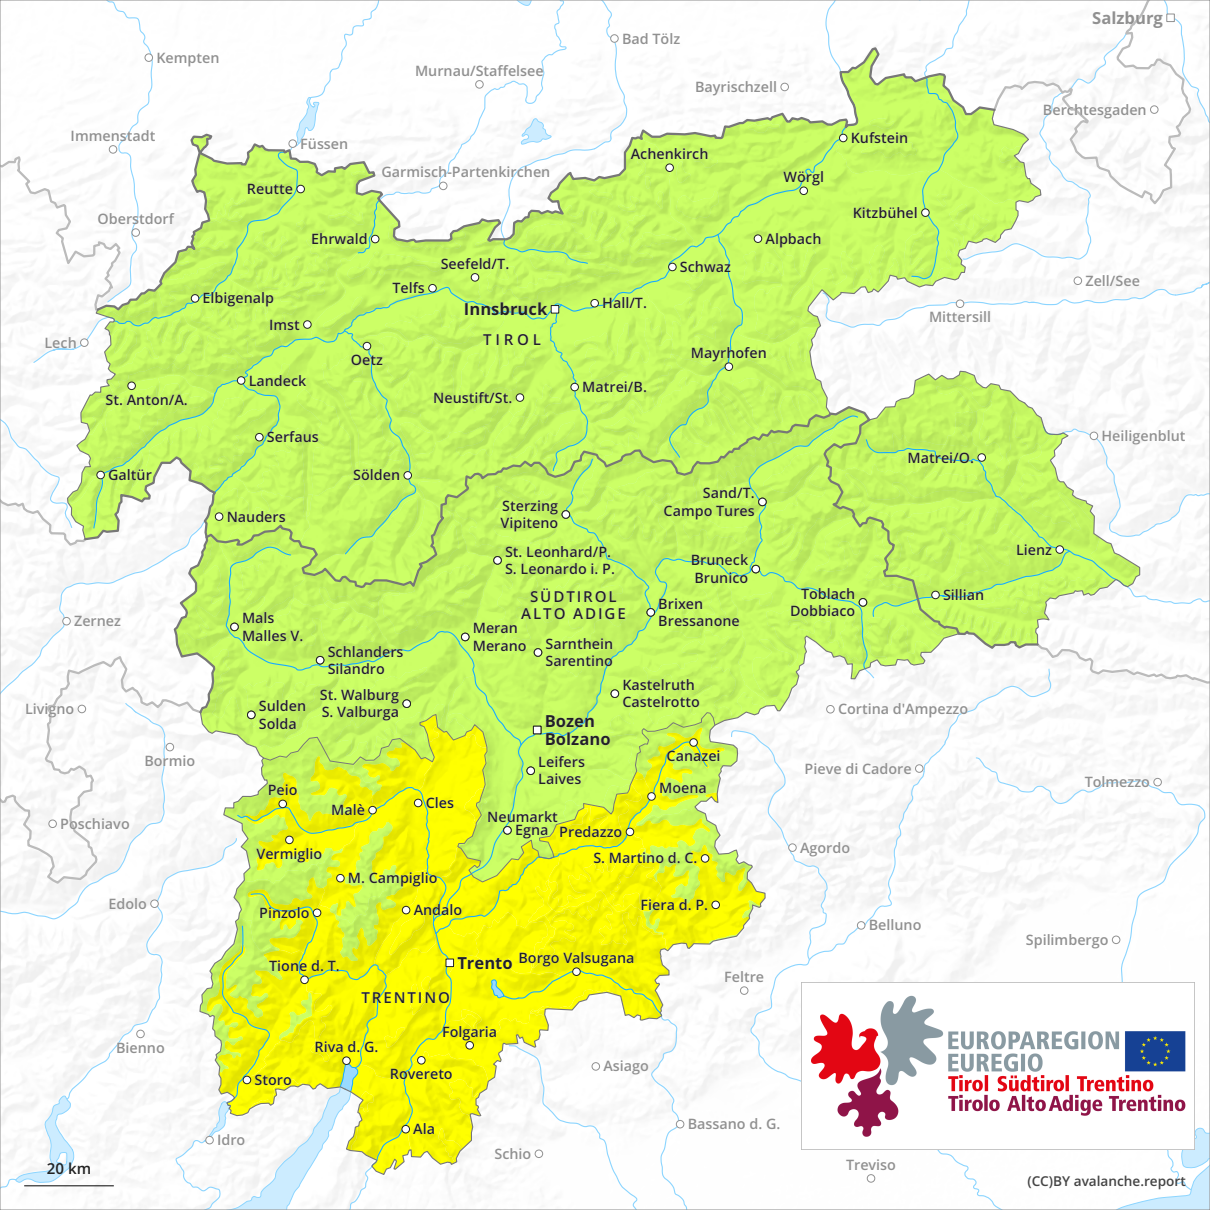 Salzburg
Bad Tölz
Kempten
Murnau/Staffelsee
Bayrischzell
Berchtesgaden
Immenstadt
Füssen
Kufstein
Achenkirch
Garmisch-Partenkirchen
Wörgl
Reutte
Kitzbühel
Oberstdorf
Ehrwald
Alpbach
Seefeld/T.
Schwaz
Zell/See
Telfs
Elbigenalp
Hall/T.
Innsbruck
Mittersill
Imst
TIROL
Lech
Oetz
Mayrhofen
Landeck
Matrei/B.
St. Anton/A.
Neustift/St.
Serfaus
Heiligenblut
Matrei/O.
Galtür
Sölden
Sand/T.
Campo Tures
Sterzing
Vipiteno
Nauders
St. Leonhard/P.
S. Leonardo i. P.
Lienz
Bruneck
Brunico
SÜDTIROL
ALTO ADIGE
Toblach
Dobbiaco
Sillian
Brixen
Bressanone
Mals
Malles V.
Zernez
Meran
Merano
Sarnthein
Sarentino
Schlanders
Silandro
Kastelruth
Castelrotto
St. Walburg
S. Valburga
Sulden
Solda
Livigno
Cortina d'Ampezzo
Bozen
Bolzano
Bormio
Canazei
Leifers
Laives
Pieve di Cadore
Tolmezzo
Peio
Moena
Malè
Cles
Neumarkt
Egna
Poschiavo
Predazzo
Vermiglio
Agordo
S. Martino d. C.
M. Campiglio
Edolo
Pinzolo
Andalo
Fiera d. P.
Belluno
Spilimbergo
Tione d. T.
Trento
Borgo Valsugana
Feltre
TRENTINO
Folgaria
Bienno
Riva d. G.
Rovereto
Asiago
Storo
EUROPAREGION
EUREGIO
Tirol Südtirol Trentino
Tirolo Alto Adige Trentino
Ala
Bassano d. G.
Idro
Schio
20 km
Treviso
(CC)BY avalanche.report